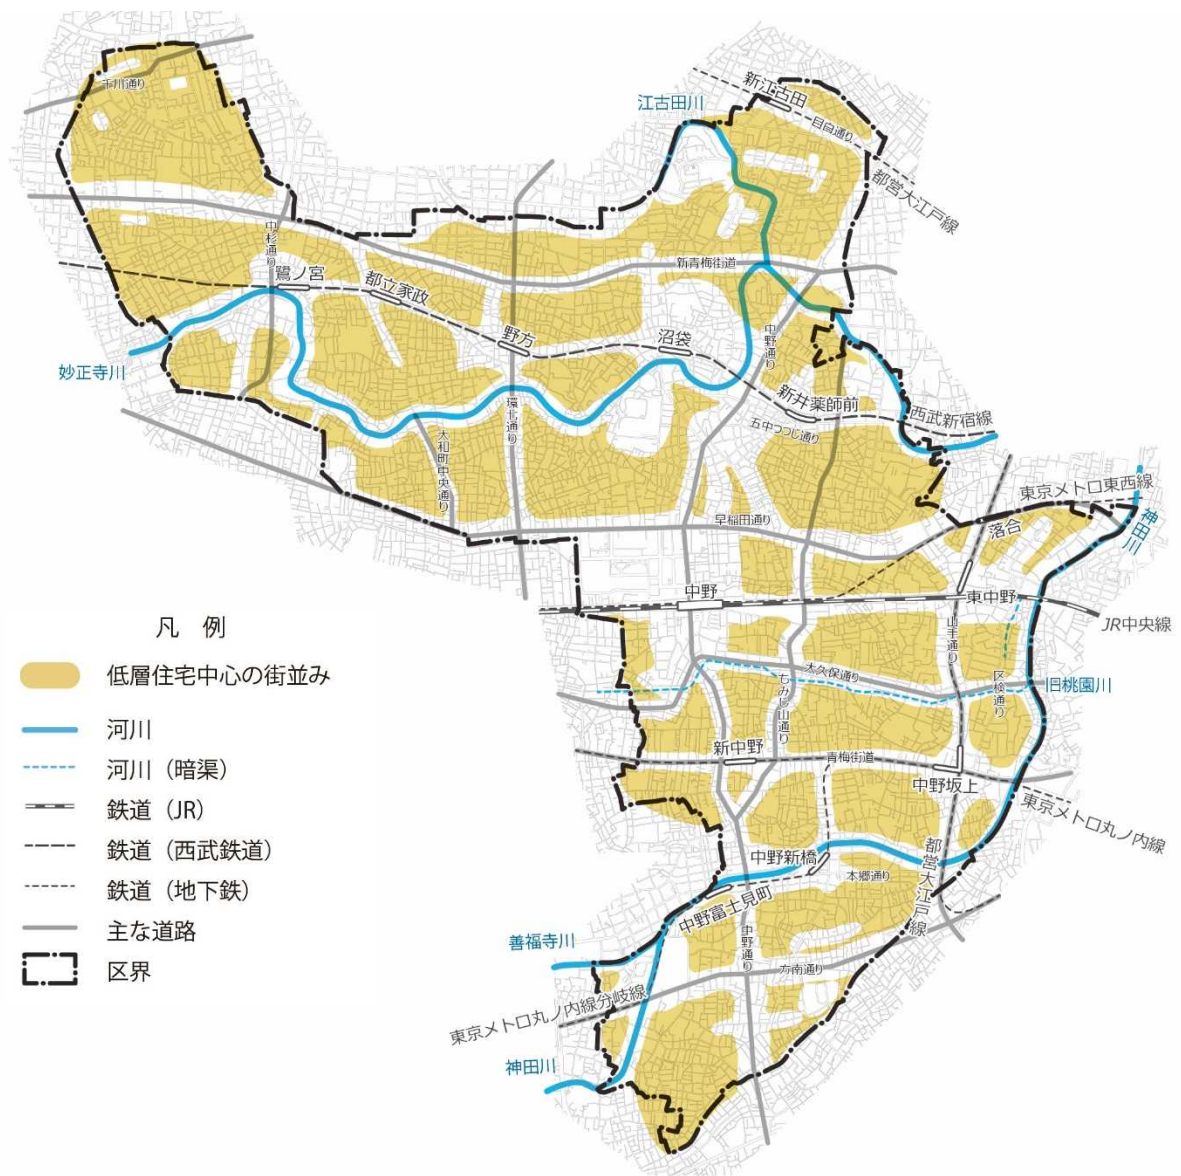 千川通り
新江古田
江古田川
目白通り
都営大江戸線
中杉通り
新青梅街道
鷺ノ宮
都立家政
野方
沼袋
中野通り
妙正寺川
新井薬師前
環七通り
西武新宿線
五中つつじ通り
大和町中央通り
東京メトロ東西線
早稲田通り
落合
神田川
中野
東中野
JR中央線
山手通り
大久保通り
もみじ山通り
区検通り
旧桃園川
新中野
青梅街道
中野坂上
東京メトロ丸ノ内線
中野新橋
都営大江戸線
本郷通り
中野富士見町
善福寺川
中野通り
方南通り
東京メトロ丸ノ内線分岐線
神田川
凡 例
低層住宅中心の街並み
河川
河川（暗渠）
鉄道（JR）
鉄道（西武鉄道）
鉄道（地下鉄）
主な道路
区界